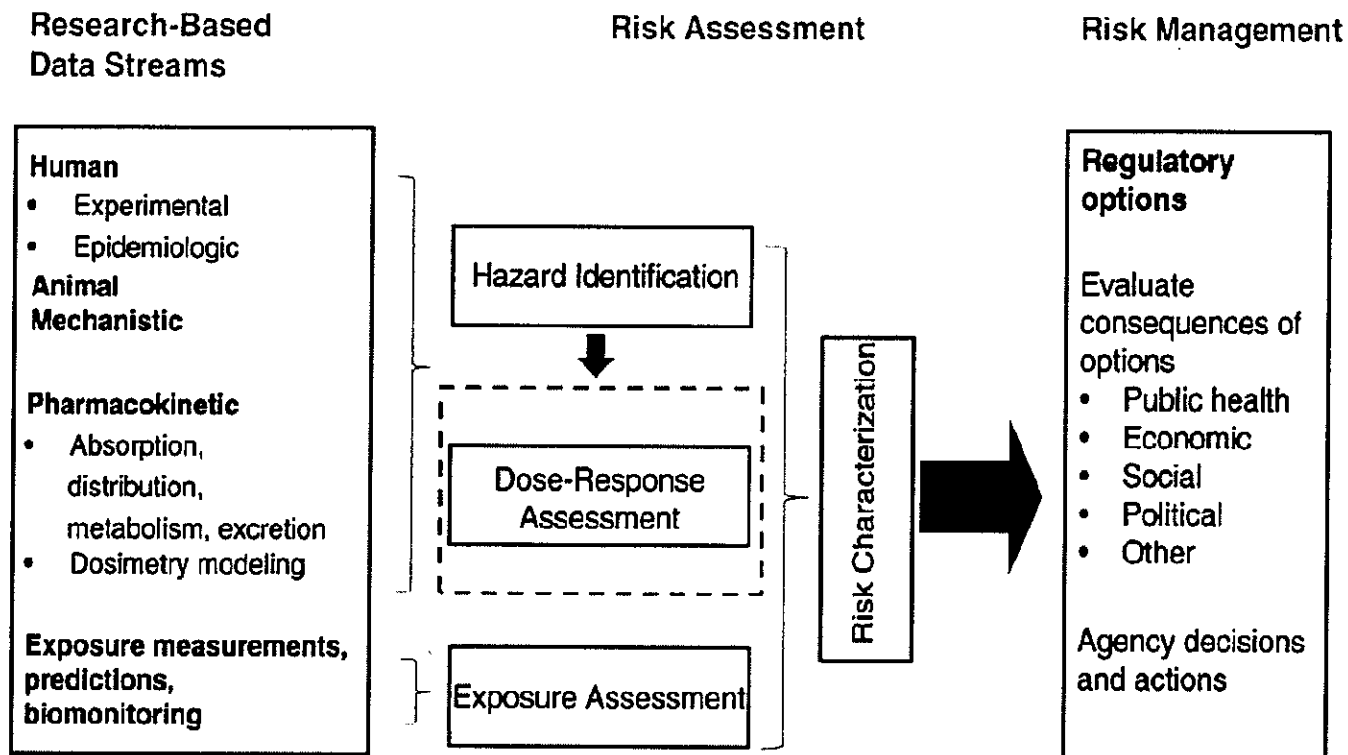 Research-Based
Data Streams
Risk Assessment
Risk Management
Human
• Experimental
• Epidemiologic
Animal
Mechanistic
Pharmacokinetic
• Absorption,
distribution,
metabolism, excretion
• Dosimetry modeling
Exposure measurements,
predictions,
biomonitoring
Hazard Identification
Dose-Response
Assessment
Exposure Assessment
Risk Characterization
Regulatory
options
Evaluate
consequences of
options
• Public health
• Economic
• Social
• Political
• Other
Agency decisions
and actions